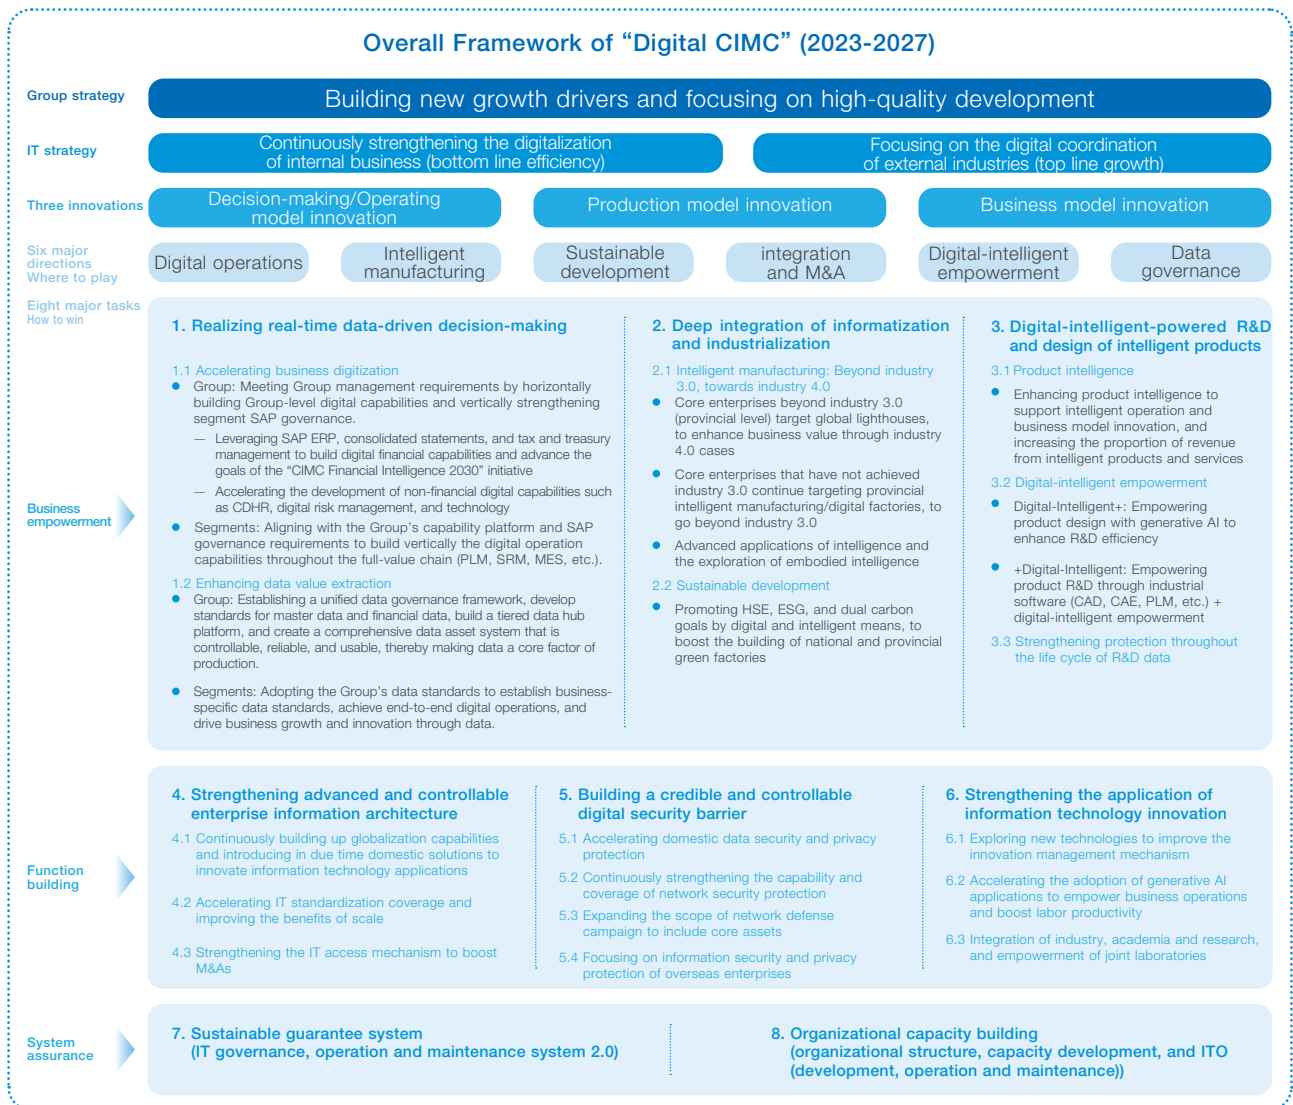 Overall Framework of “Digital CIMC” (2023-2027)
Group strategy
Building new growth drivers and focusing on high-quality development
IT strategy
Continuously strengthening the digitalization
of internal business (bottom line efficiency)
Focusing on the digital coordination
of external industries (top line growth)
Three innovations
Decision-making/Operating
model innovation
Production model innovation
Business model innovation
Six major
directions
Where to play
Digital operations
Intelligent
manufacturing
Sustainable
development
integration
and M&A
Digital-intelligent
empowerment
Data
governance
Eight major tasks
How to win
Business
empowerment
1. Realizing real-time data-driven decision-making
1.1 Accelerating business digitization
● Group: Meeting Group management requirements by horizontally
building Group-level digital capabilities and vertically strengthening
segment SAP governance.
— Leveraging SAP ERP, consolidated statements, and tax and treasury
management to build digital financial capabilities and advance the
goals of the “CIMC Financial Intelligence 2030” initiative
— Accelerating the development of non-financial digital capabilities such
as CDHR, digital risk management, and technology
● Segments: Aligning with the Group’s capability platform and SAP
governance requirements to build vertically the digital operation
capabilities throughout the full-value chain (PLM, SRM, MES, etc.).
1.2 Enhancing data value extraction
● Group: Establishing a unified data governance framework, develop
standards for master data and financial data, build a tiered data hub
platform, and create a comprehensive data asset system that is
controllable, reliable, and usable, thereby making data a core factor of
production.
● Segments: Adopting the Group’s data standards to establish business-
specific data standards, achieve end-to-end digital operations, and
drive business growth and innovation through data.
2. Deep integration of informatization
and industrialization
2.1 Intelligent manufacturing: Beyond industry
3.0, towards industry 4.0
● Core enterprises beyond industry 3.0
(provincial level) target global lighthouses,
to enhance business value through industry
4.0 cases
● Core enterprises that have not achieved
industry 3.0 continue targeting provincial
intelligent manufacturing/digital factories, to
go beyond industry 3.0
● Advanced applications of intelligence and
the exploration of embodied intelligence
2.2 Sustainable development
● Promoting HSE, ESG, and dual carbon
goals by digital and intelligent means, to
boost the building of national and provincial
green factories
3. Digital-intelligent-powered R&D
and design of intelligent products
3.1 Product intelligence
● Enhancing product intelligence to
support intelligent operation and
business model innovation, and
increasing the proportion of revenue
from intelligent products and services
3.2 Digital-intelligent empowerment
● Digital-Intelligent+: Empowering
product design with generative AI to
enhance R&D efficiency
● +Digital-Intelligent: Empowering
product R&D through industrial
software (CAD, CAE, PLM, etc.) +
digital-intelligent empowerment
3.3 Strengthening protection throughout
the life cycle of R&D data
Function
building
4. Strengthening advanced and controllable
enterprise information architecture
4.1 Continuously building up globalization capabilities
and introducing in due time domestic solutions to
innovate information technology applications
4.2 Accelerating IT standardization coverage and
improving the benefits of scale
4.3 Strengthening the IT access mechanism to boost
M&As
5. Building a credible and controllable
digital security barrier
5.1 Accelerating domestic data security and privacy
protection
5.2 Continuously strengthening the capability and
coverage of network security protection
5.3 Expanding the scope of network defense
campaign to include core assets
5.4 Focusing on information security and privacy
protection of overseas enterprises
6. Strengthening the application of
information technology innovation
6.1 Exploring new technologies to improve the
innovation management mechanism
6.2 Accelerating the adoption of generative AI
applications to empower business operations
and boost labor productivity
6.3 Integration of industry, academia and research,
and empowerment of joint laboratories
System
assurance
7. Sustainable guarantee system
(IT governance, operation and maintenance system 2.0)
8. Organizational capacity building
(organizational structure, capacity development, and ITO
(development, operation and maintenance))